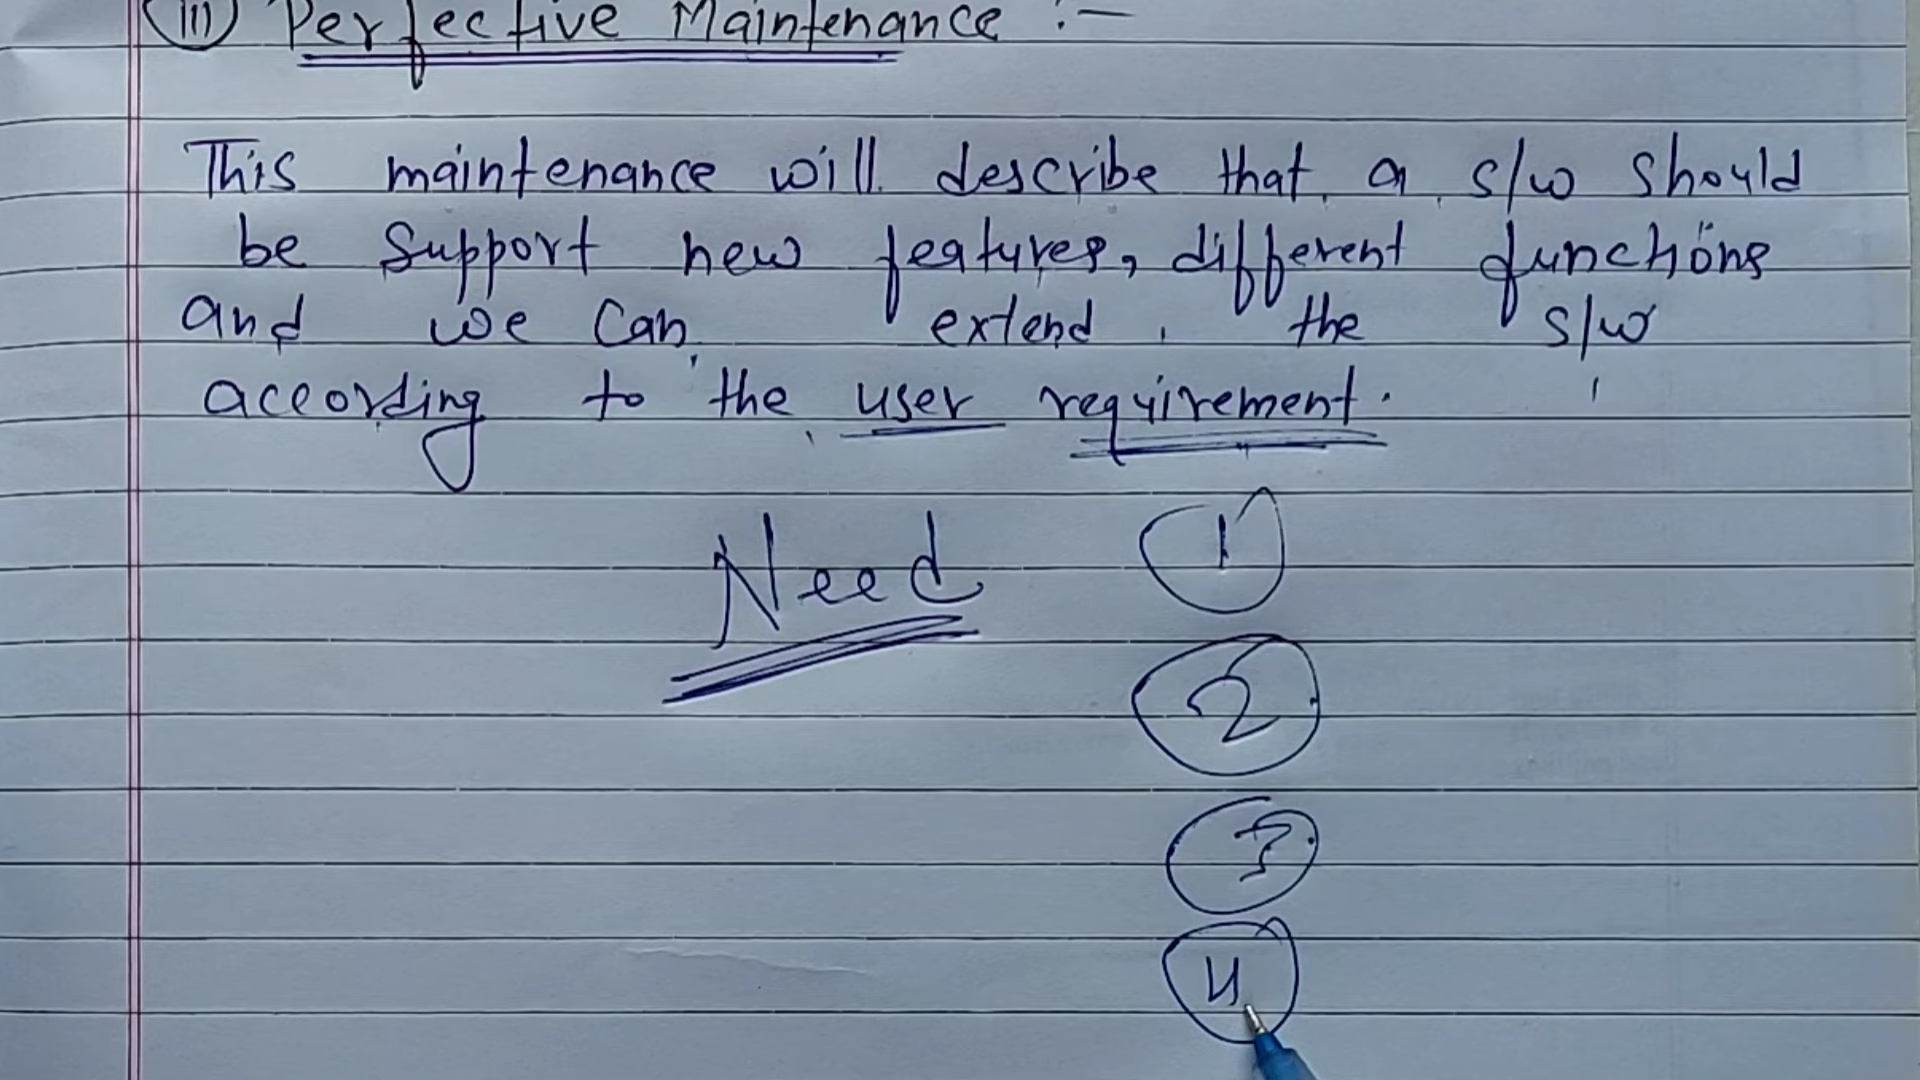 (iii) Perfective Maintenance :-
This maintenance will describe that a s/w should
be support new features, different functions
and we can extend the s/w
according to the user requirement.
Need
1
2
3
4